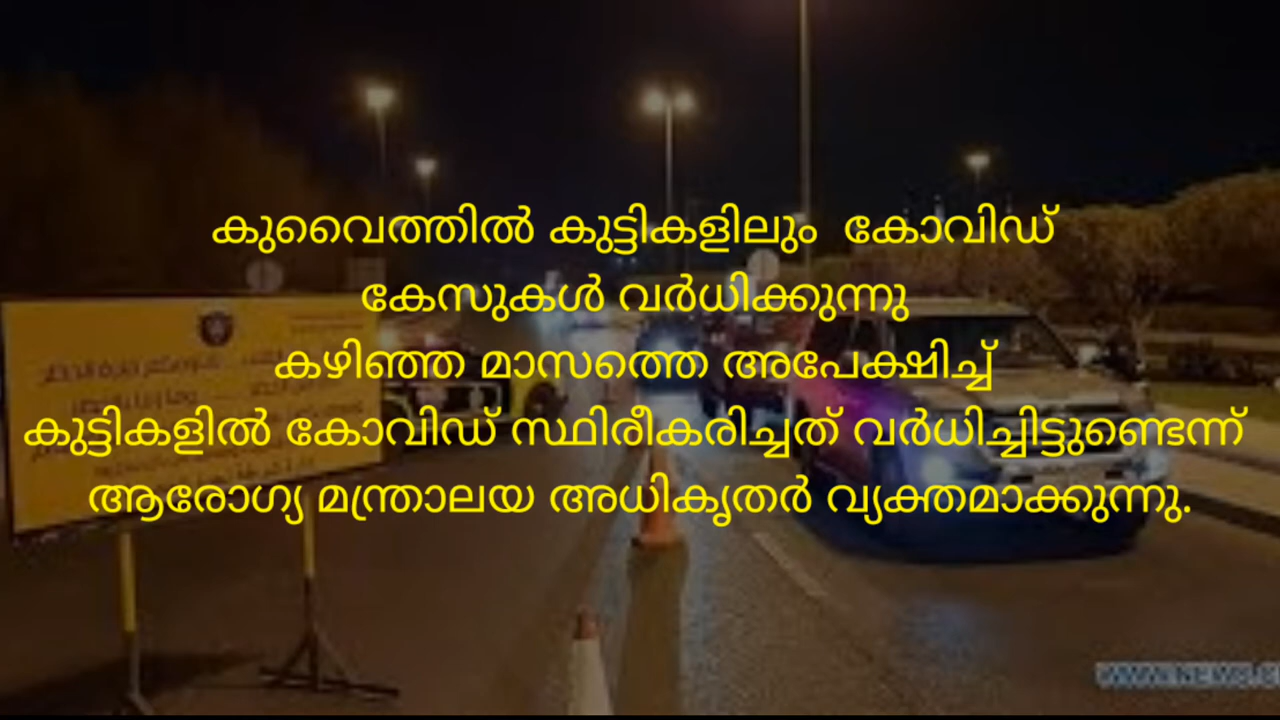 കുവൈത്തിൽ കുട്ടികളിലും കോവിഡ്
കേസുകൾ വർധിക്കുന്നു
കഴിഞ്ഞ മാസത്തെ അപേക്ഷിച്ച്
കുട്ടികളിൽ കോവിഡ് സ്ഥിരീകരിച്ചത് വർധിച്ചിട്ടുണ്ടെന്ന്
ആരോഗ്യ മന്ത്രാലയ അധികൃതർ വ്യക്തമാക്കുന്നു.